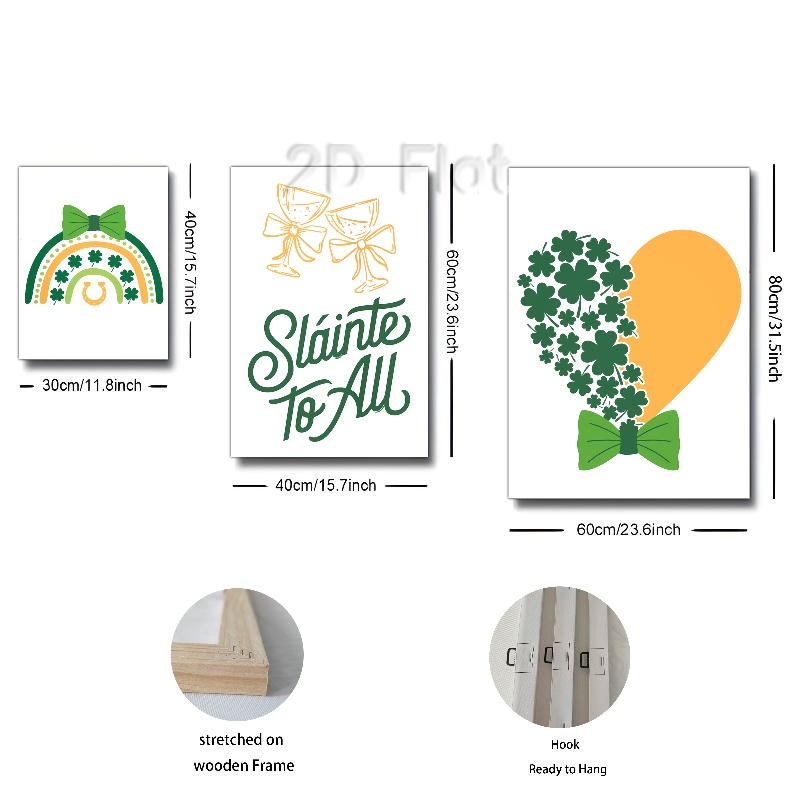 2D Flat
40cm/15.7inch
30cm/11.8inch
Sláinte
to All
60cm/23.6inch
40cm/15.7inch
80cm/31.5inch
60cm/23.6inch
stretched on
wooden Frame
Hook
Ready to Hang